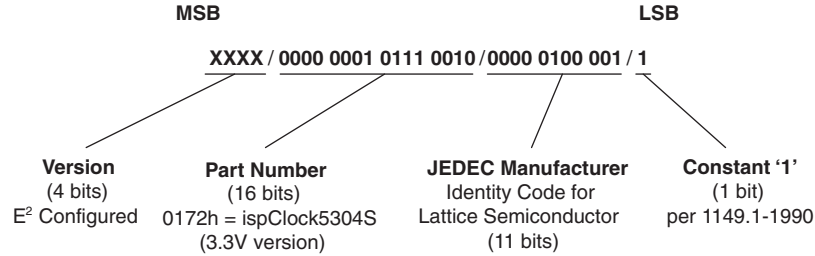 MSB LSB
XXXX / 0000 0001 0111 0010 / 0000 0100 001 / 1
Version
(4 bits)
E² Configured
Part Number
(16 bits)
0172h = ispClock5304S
(3.3V version)
JEDEC Manufacturer
Identity Code for
Lattice Semiconductor
(11 bits)
Constant ‘1’
(1 bit)
per 1149.1-1990